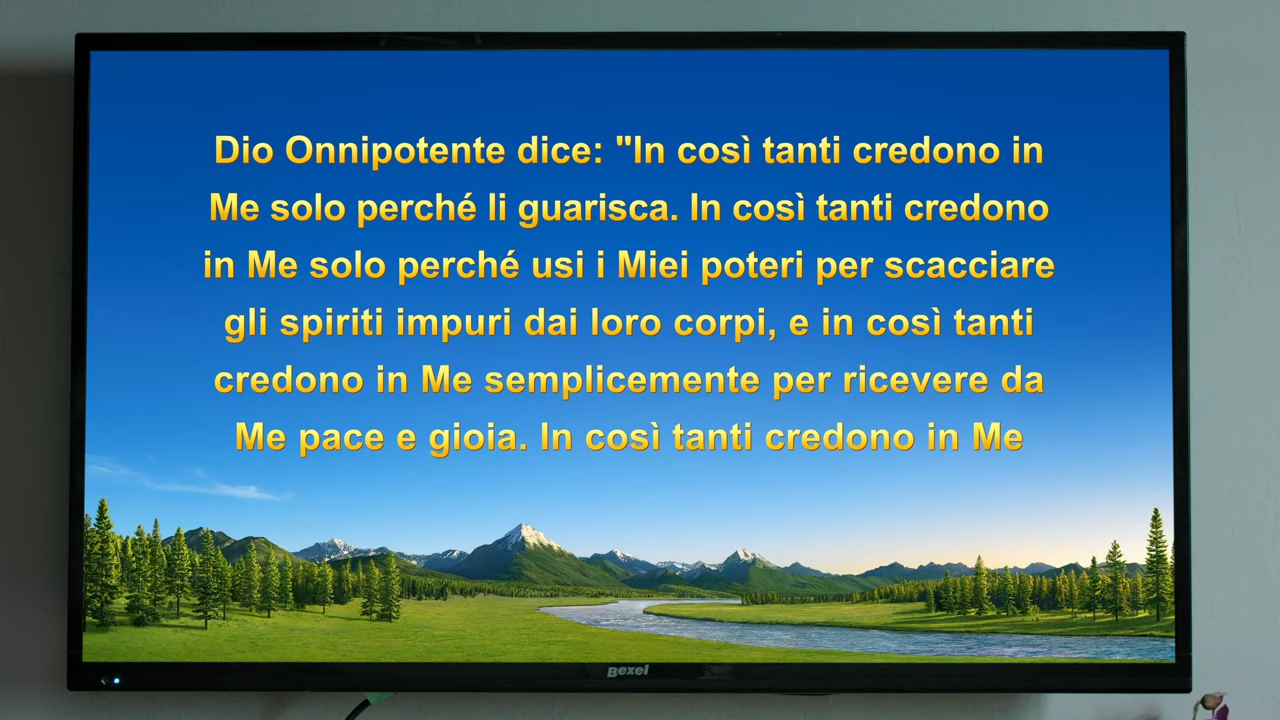 Dio Onnipotente dice: "In così tanti credono in
Me solo perché li guarisca. In così tanti credono
in Me solo perché usi i Miei poteri per scacciare
gli spiriti impuri dai loro corpi, e in così tanti
credono in Me semplicemente per ricevere da
Me pace e gioia. In così tanti credono in Me
Bexel